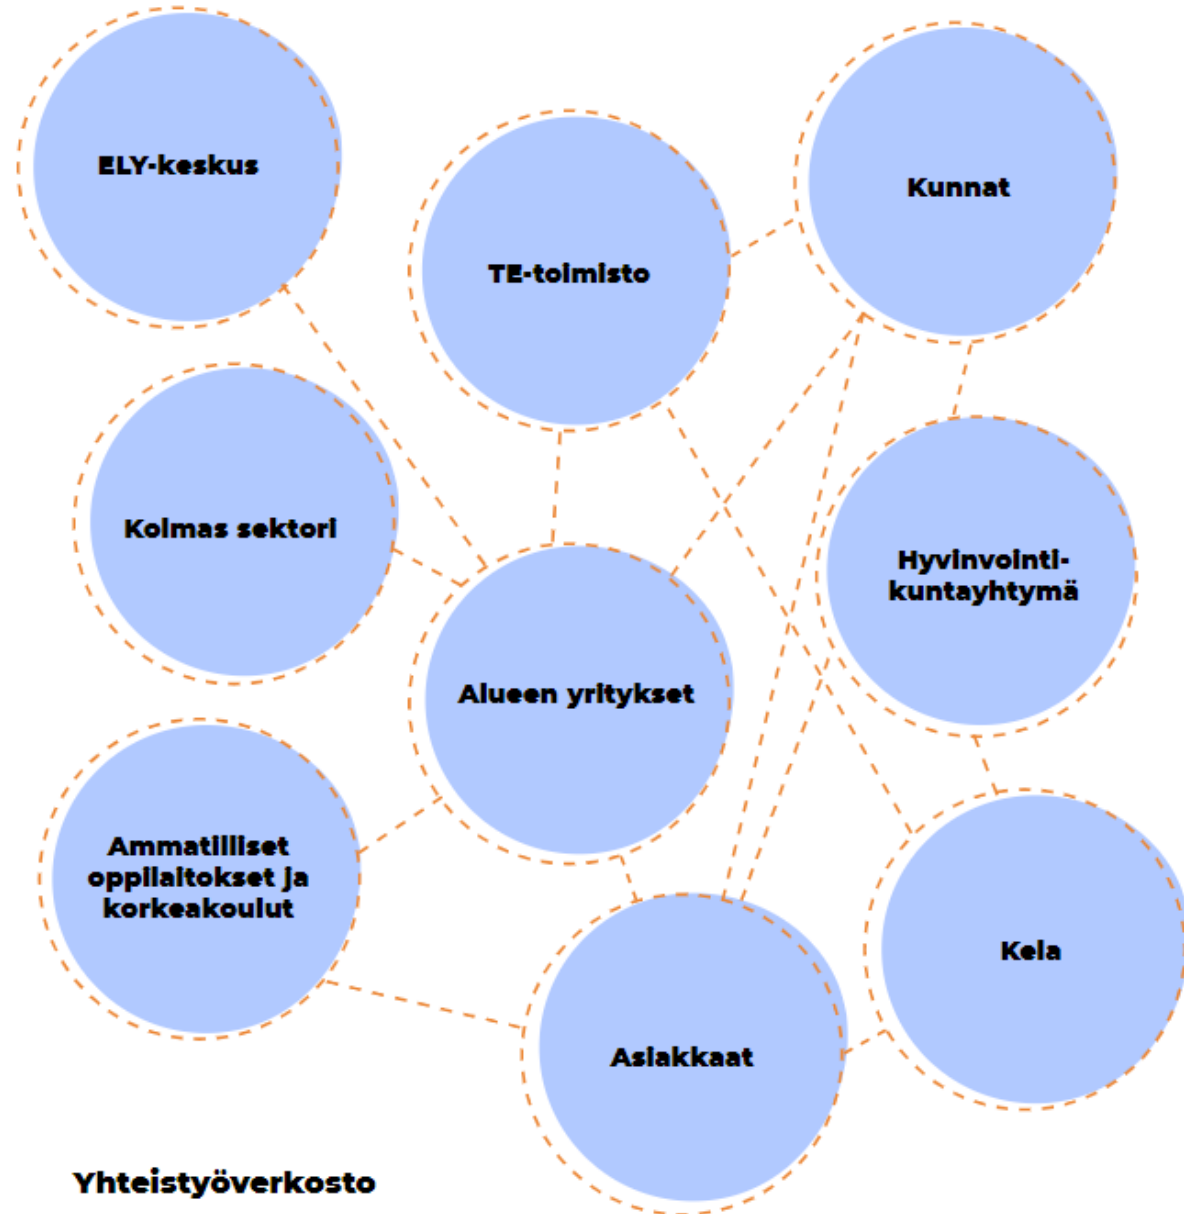 ELY-keskus
Kunnat
TE-toimisto
Kolmas sektori
Hyvinvointi-
kuntayhtymä
Alueen yritykset
Ammatilliset
oppilaitokset ja
korkeakoulut
Kela
Asiakkaat
Yhteistyöverkosto